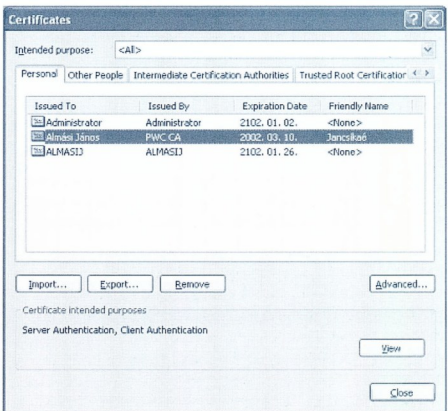 Certificates
Intended purpose: <All>
Personal Other People Intermediate Certification Authorities Trusted Root Certification
Issued To Issued By Expiration Date Friendly Name
Administrator Administrator 2102. 01. 02. <None>
Almási János PWC CA 2002. 03. 10. Jancsikaé
ALMASIJ ALMASIJ 2102. 01. 26. <None>
Import... Export... Remove Advanced...
Certificate intended purposes
Server Authentication, Client Authentication
View
Close